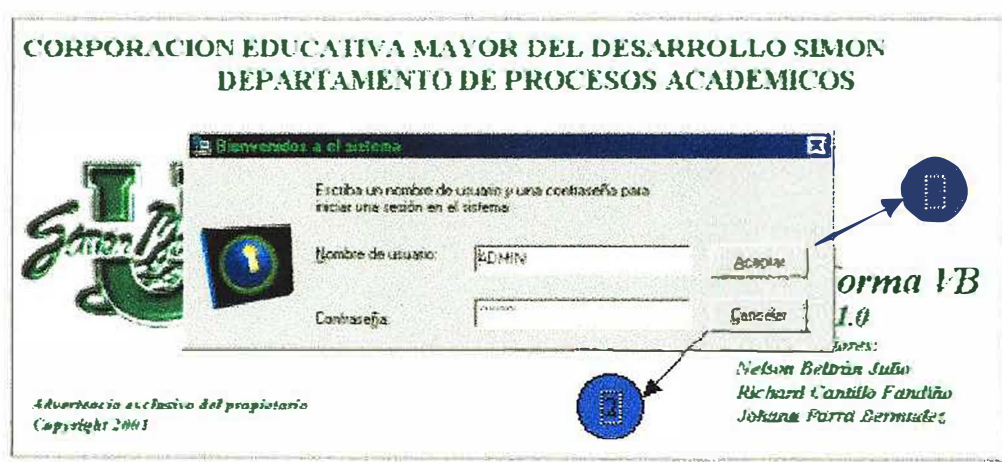 CORPORACION EDUCATIVA MAYOR DEL DESARROLLO SIMON
DEPARTAMENTO DE PROCESOS ACADEMICOS
Bienvenidos a el sistema
Escriba un nombre de usuario y una contraseña para
iniciar una sesión en el sistema
Nombre de usuario:
ADMIN
Aceptar
Contraseña:
Cancelar
orma VB
1.0
Nelson Beltrán Julio
Richard Cantillo Fandiño
Johana Parra Bermudez
Advertencia exclusiva del propietario
Copyright 2001